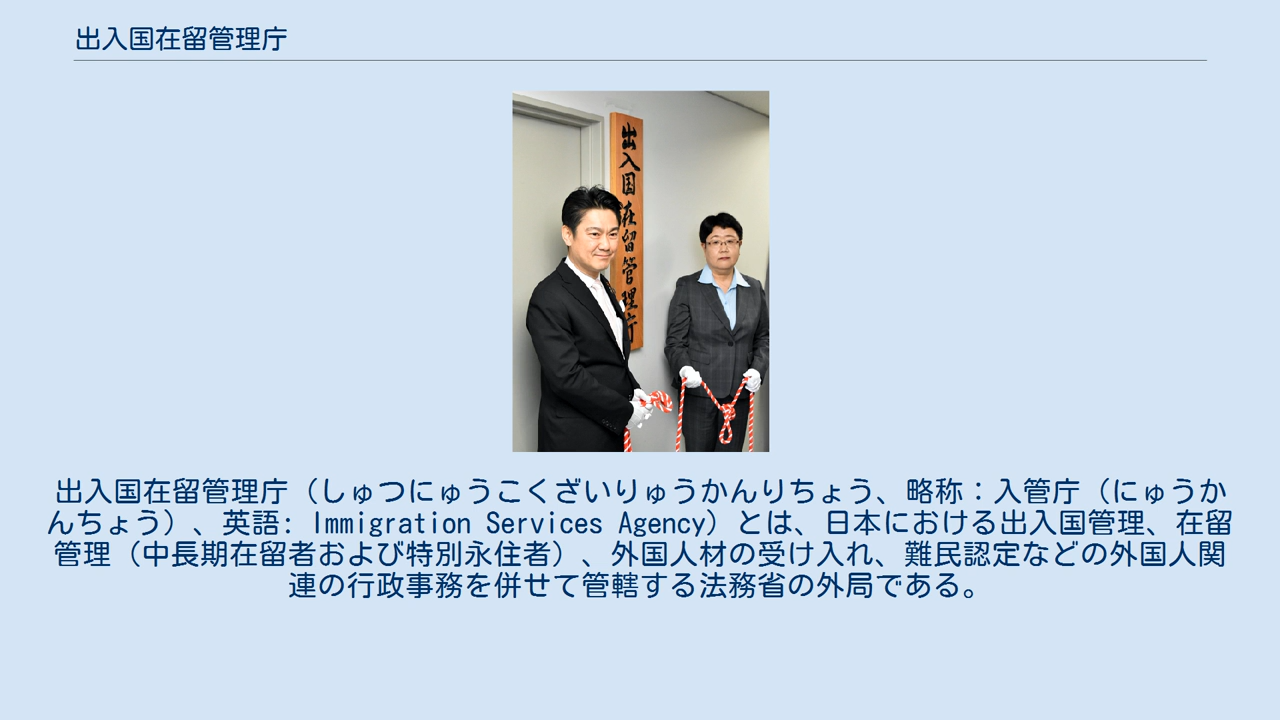 出入国在留管理庁
出入国在留管理庁
出入国在留管理庁（しゅつにゅうこくざいりゅうかんりちょう、略称：入管庁（にゅうか
んちょう）、英語: Immigration Services Agency）とは、日本における出入国管理、在留
管理（中長期在留者および特別永住者）、外国人材の受け入れ、難民認定などの外国人関
連の行政事務を併せて管轄する法務省の外局である。